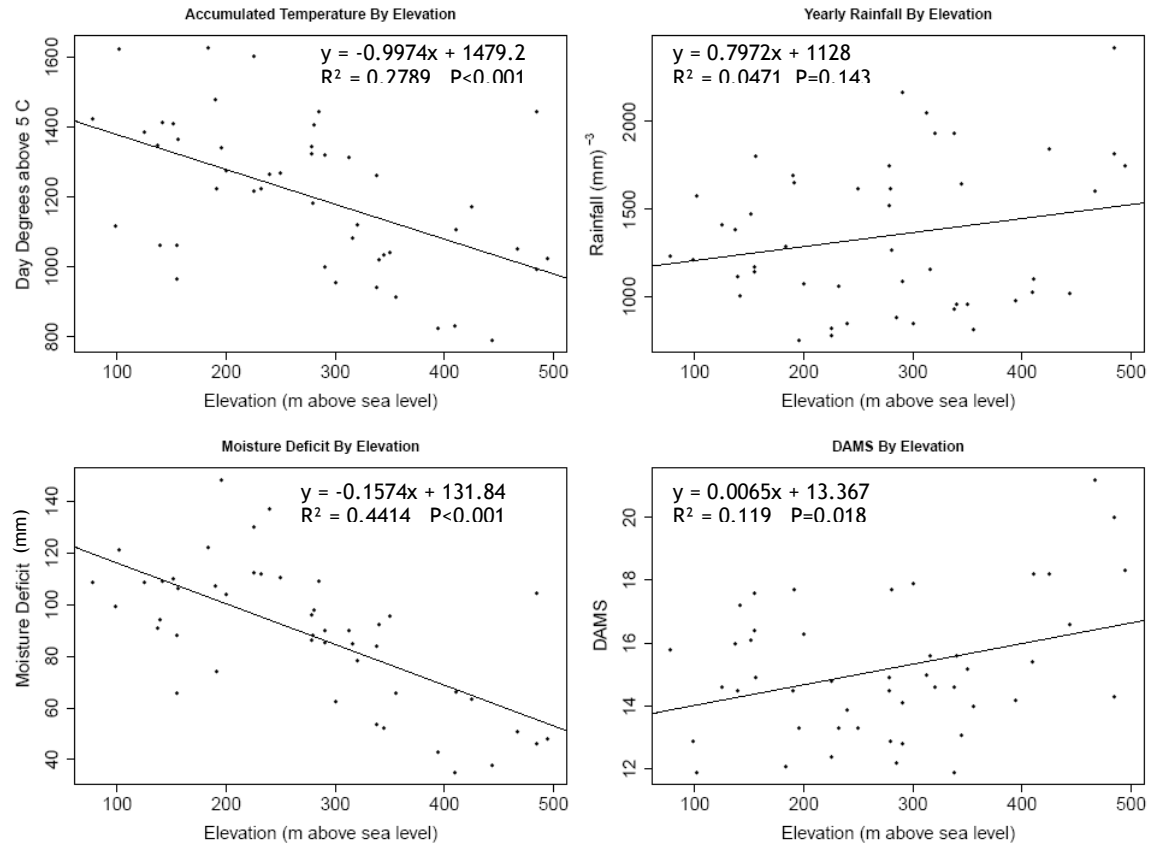 Accumulated Temperature By Elevation
y = -0.9974x + 1479.2
R² = 0.2789 P<0.001
Day Degrees above 5 C
1600
1400
1200
1000
800
100 200 300 400 500
Elevation (m above sea level)
Yearly Rainfall By Elevation
y = 0.7972x + 1128
R² = 0.0471 P=0.143
Rainfall (mm)⁻³
2000
1500
1000
100 200 300 400 500
Elevation (m above sea level)
Moisture Deficit By Elevation
y = -0.1574x + 131.84
R² = 0.4414 P<0.001
Moisture Deficit (mm)
140
120
100
80
60
40
100 200 300 400 500
Elevation (m above sea level)
DAMS By Elevation
y = 0.0065x + 13.367
R² = 0.119 P=0.018
DAMS
20
18
16
14
12
100 200 300 400 500
Elevation (m above sea level)